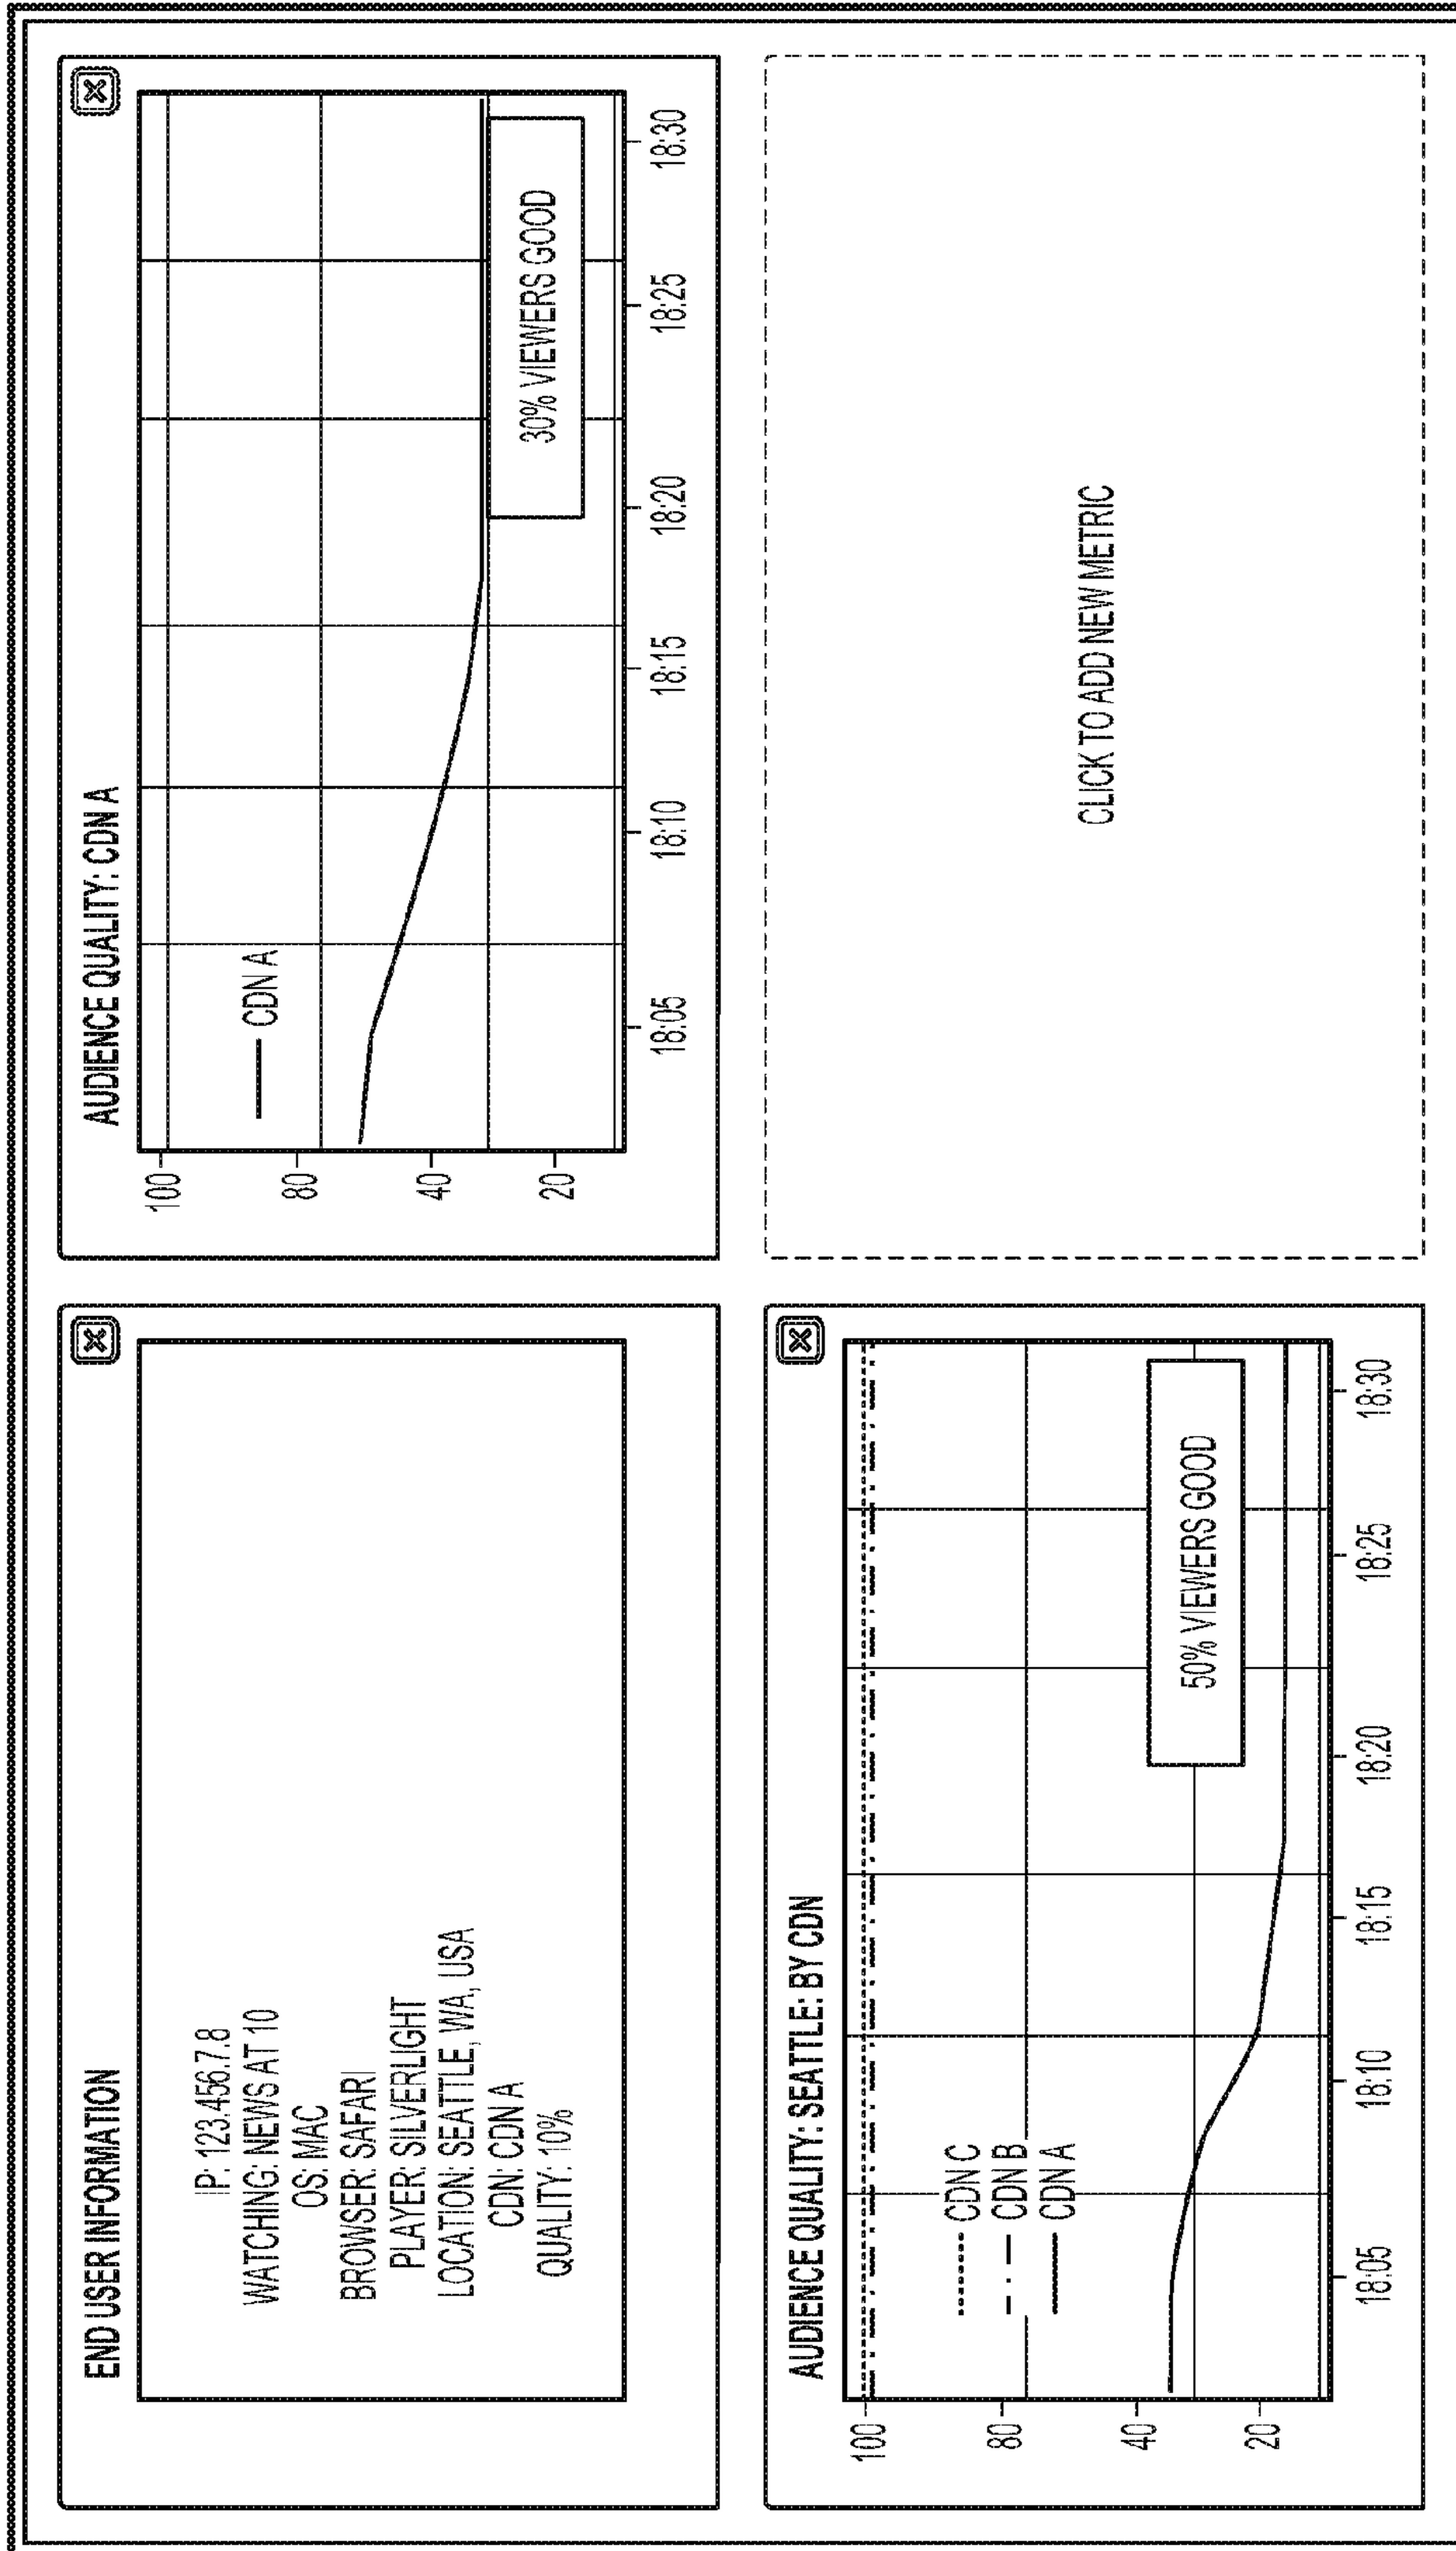 END USER INFORMATION
IP: 123.456.7.8
WATCHING: NEWS AT 10
OS: MAC
BROWSER: SAFARI
PLAYER: SILVERLIGHT
LOCATION: SEATTLE, WA, USA
CDN: CDN A
QUALITY: 10%
AUDIENCE QUALITY: CDN A
100
80
40
20
CDN A
30% VIEWERS GOOD
18:05
18:10
18:15
18:20
18:25
18:30
AUDIENCE QUALITY: SEATTLE: BY CDN
100
80
40
20
CDN C
CDN B
CDN A
50% VIEWERS GOOD
18:05
18:10
18:15
18:20
18:25
18:30
CLICK TO ADD NEW METRIC